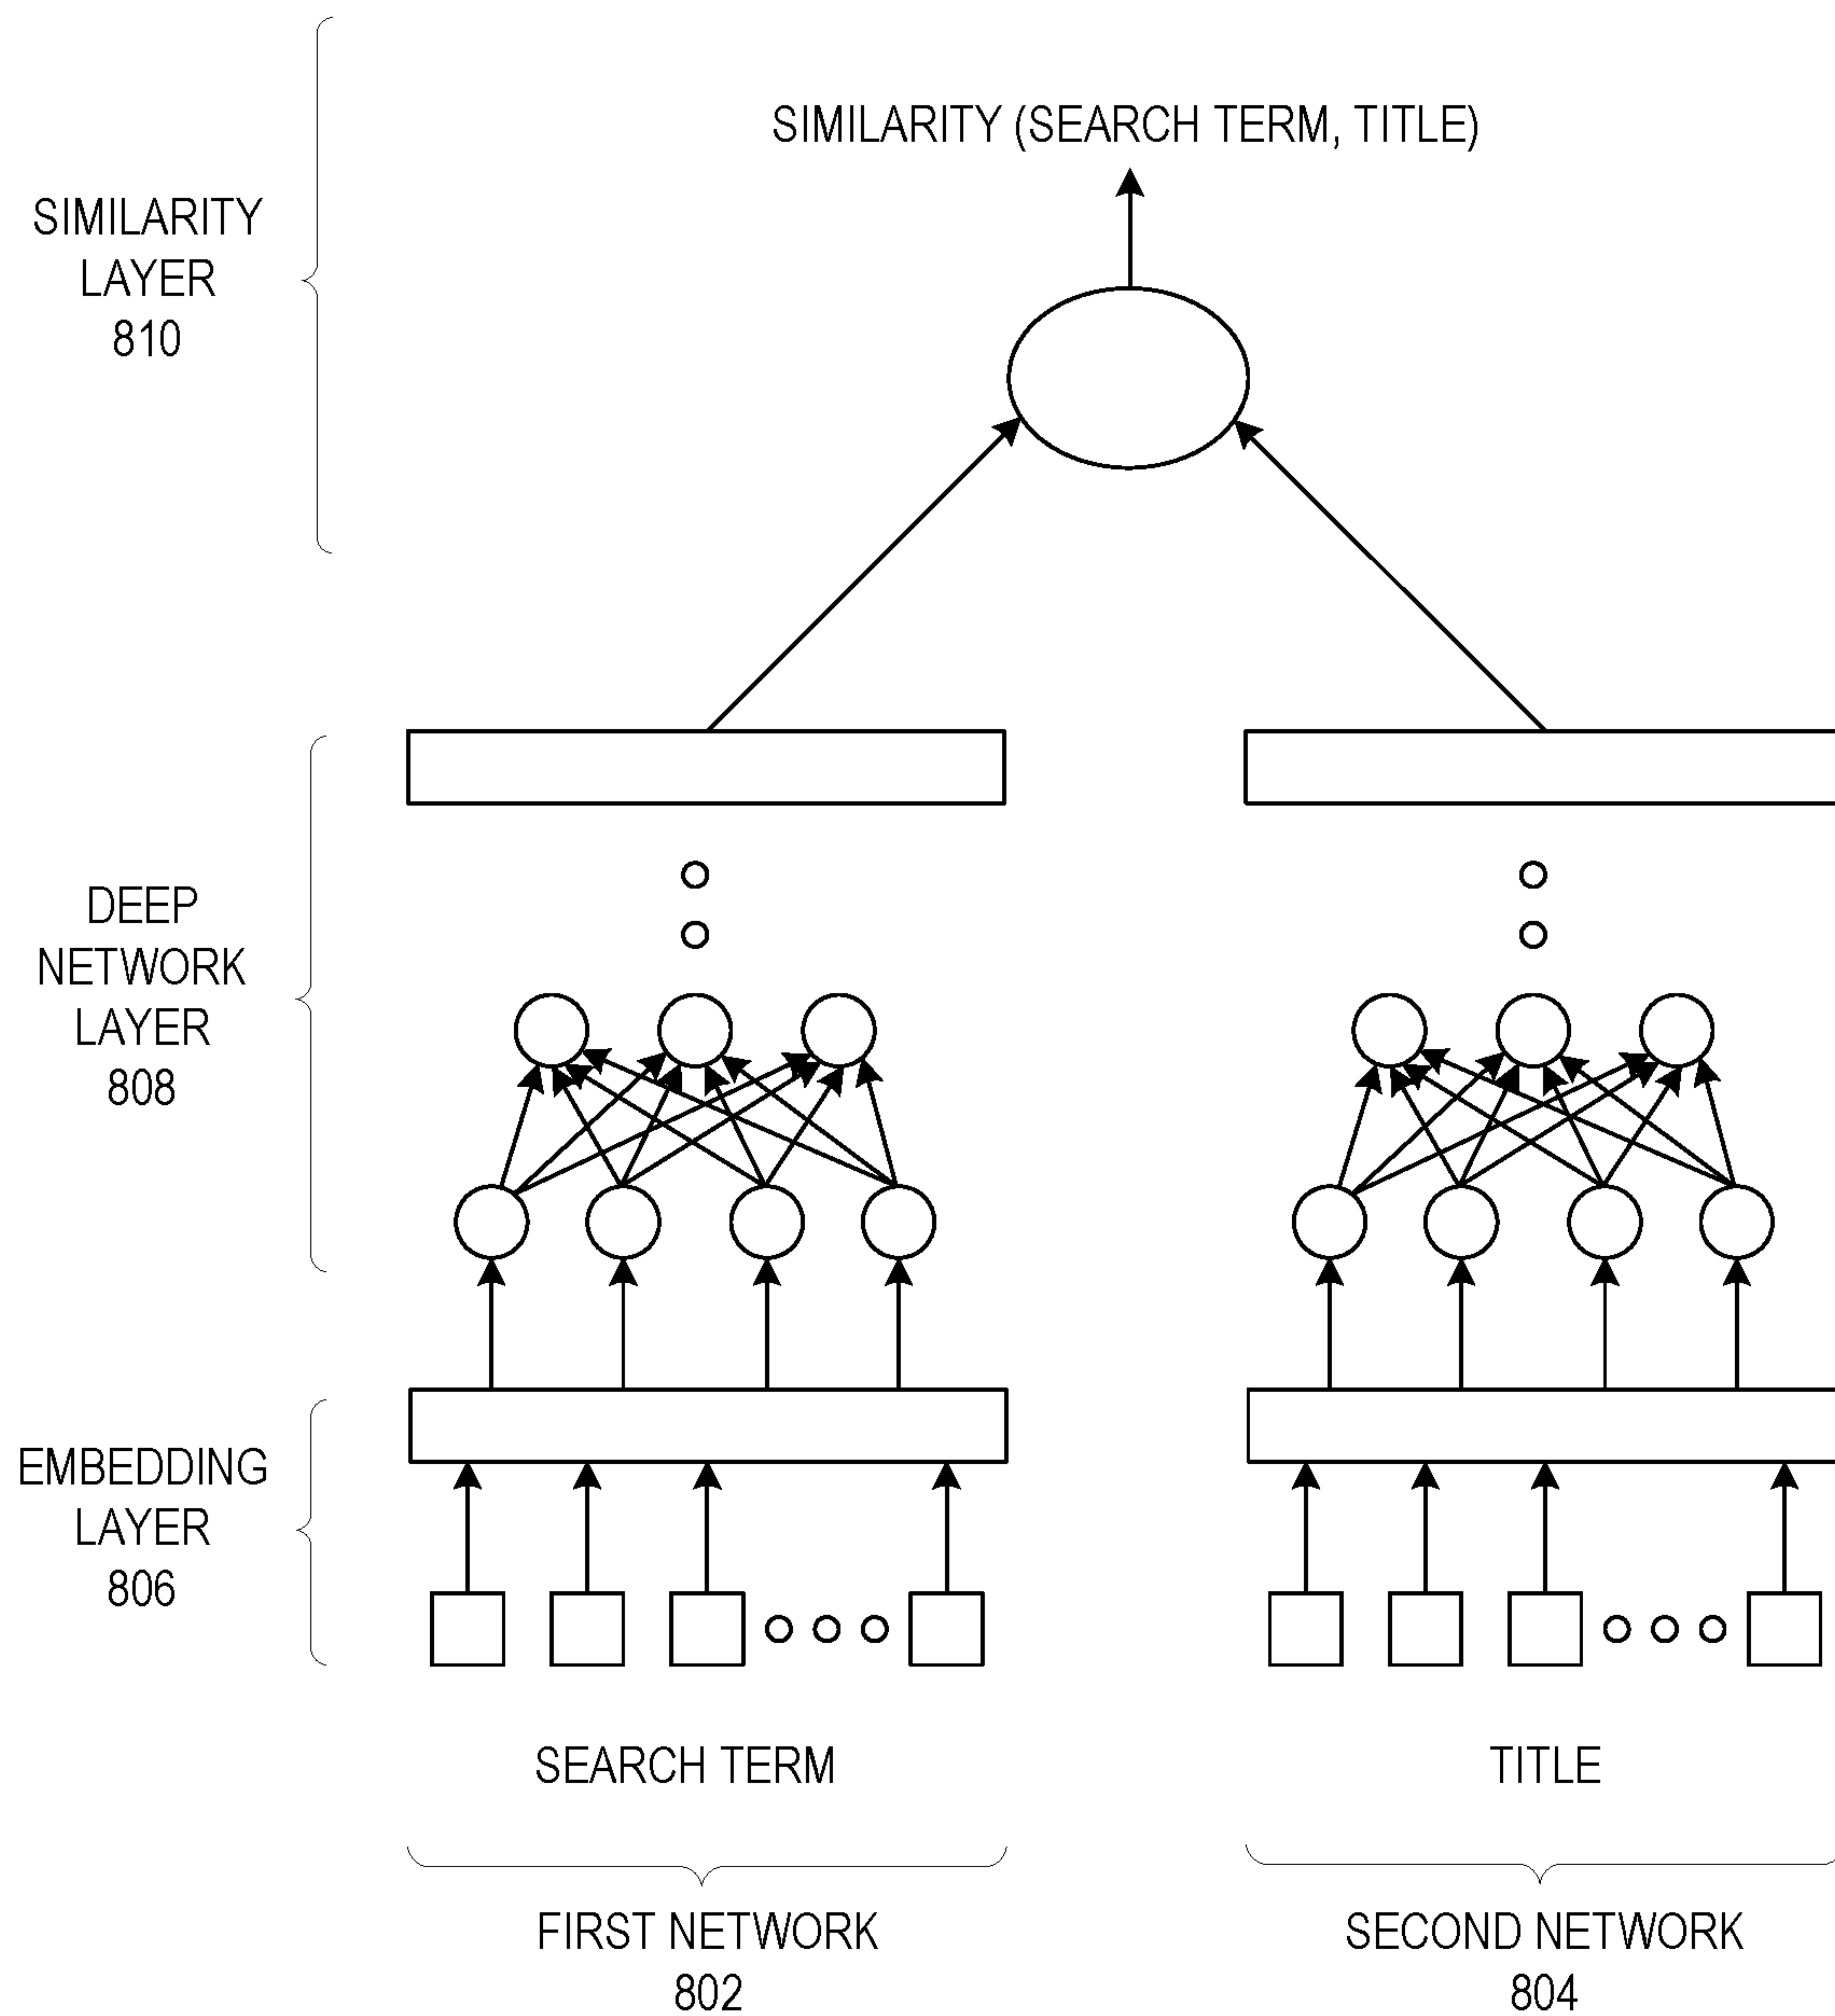 SIMILARITY (SEARCH TERM, TITLE)
SIMILARITY
LAYER
810
DEEP
NETWORK
LAYER
808
EMBEDDING
LAYER
806
SEARCH TERM
TITLE
FIRST NETWORK
802
SECOND NETWORK
804